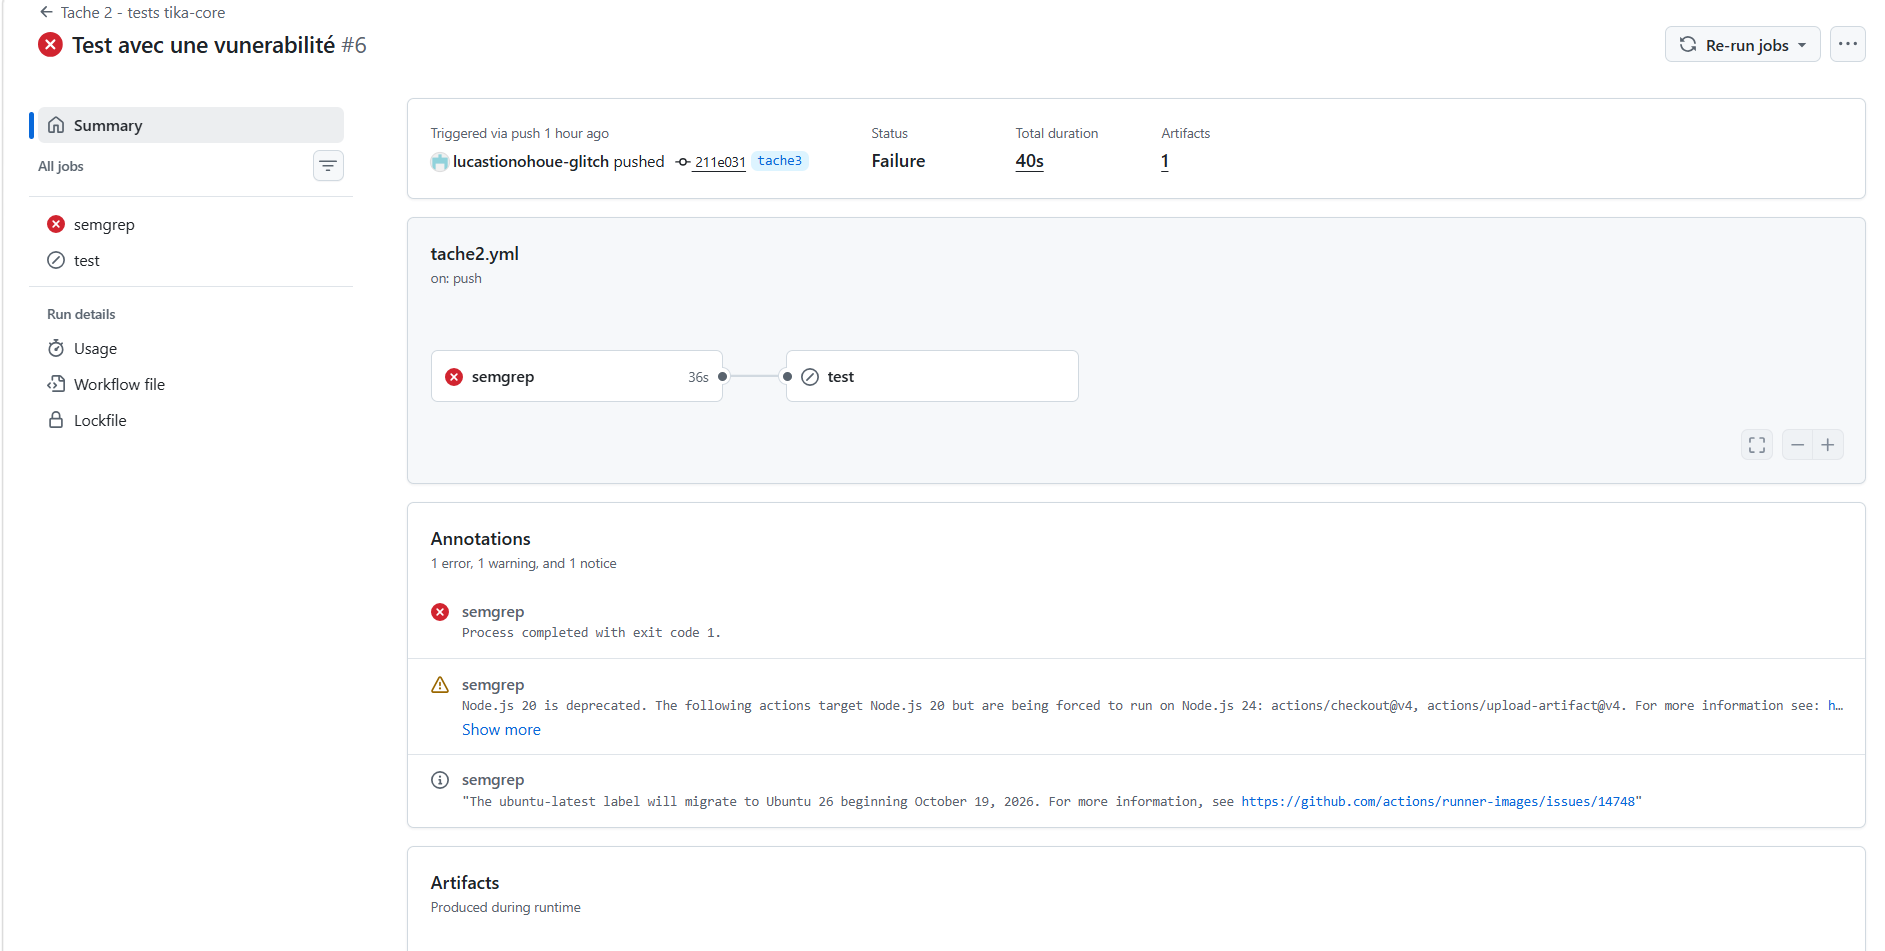 Tache 2 - tests tika-core
Test avec une vunerabilité #6
Re-run jobs
Summary
All jobs
semgrep
test
Run details
Usage
Workflow file
Lockfile
Triggered via push 1 hour ago
lucastionohoue-glitch pushed 211e031 tache3
Status
Failure
Total duration
40s
Artifacts
1
tache2.yml
on: push
semgrep 36s
test
Annotations
1 error, 1 warning, and 1 notice
semgrep
Process completed with exit code 1.
semgrep
Node.js 20 is deprecated. The following actions target Node.js 20 but are being forced to run on Node.js 24: actions/checkout@v4, actions/upload-artifact@v4. For more information see: h…
Show more
semgrep
"The ubuntu-latest label will migrate to Ubuntu 26 beginning October 19, 2026. For more information, see https://github.com/actions/runner-images/issues/14748"
Artifacts
Produced during runtime